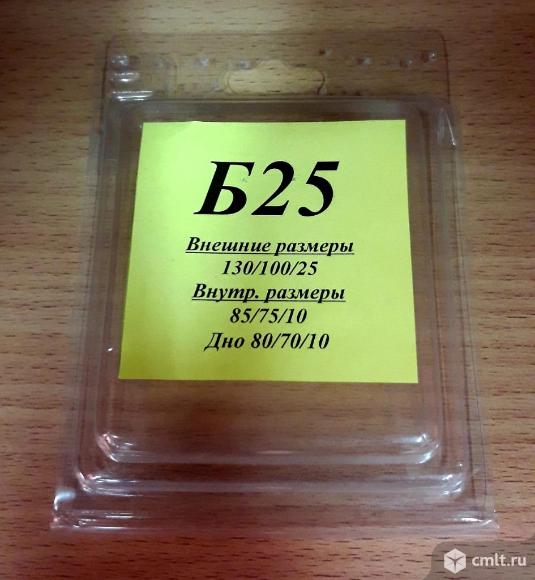 Б25
Внешние размеры
130/100/25
Внутр. размеры
85/75/10
Дно 80/70/10
cmlt.ru